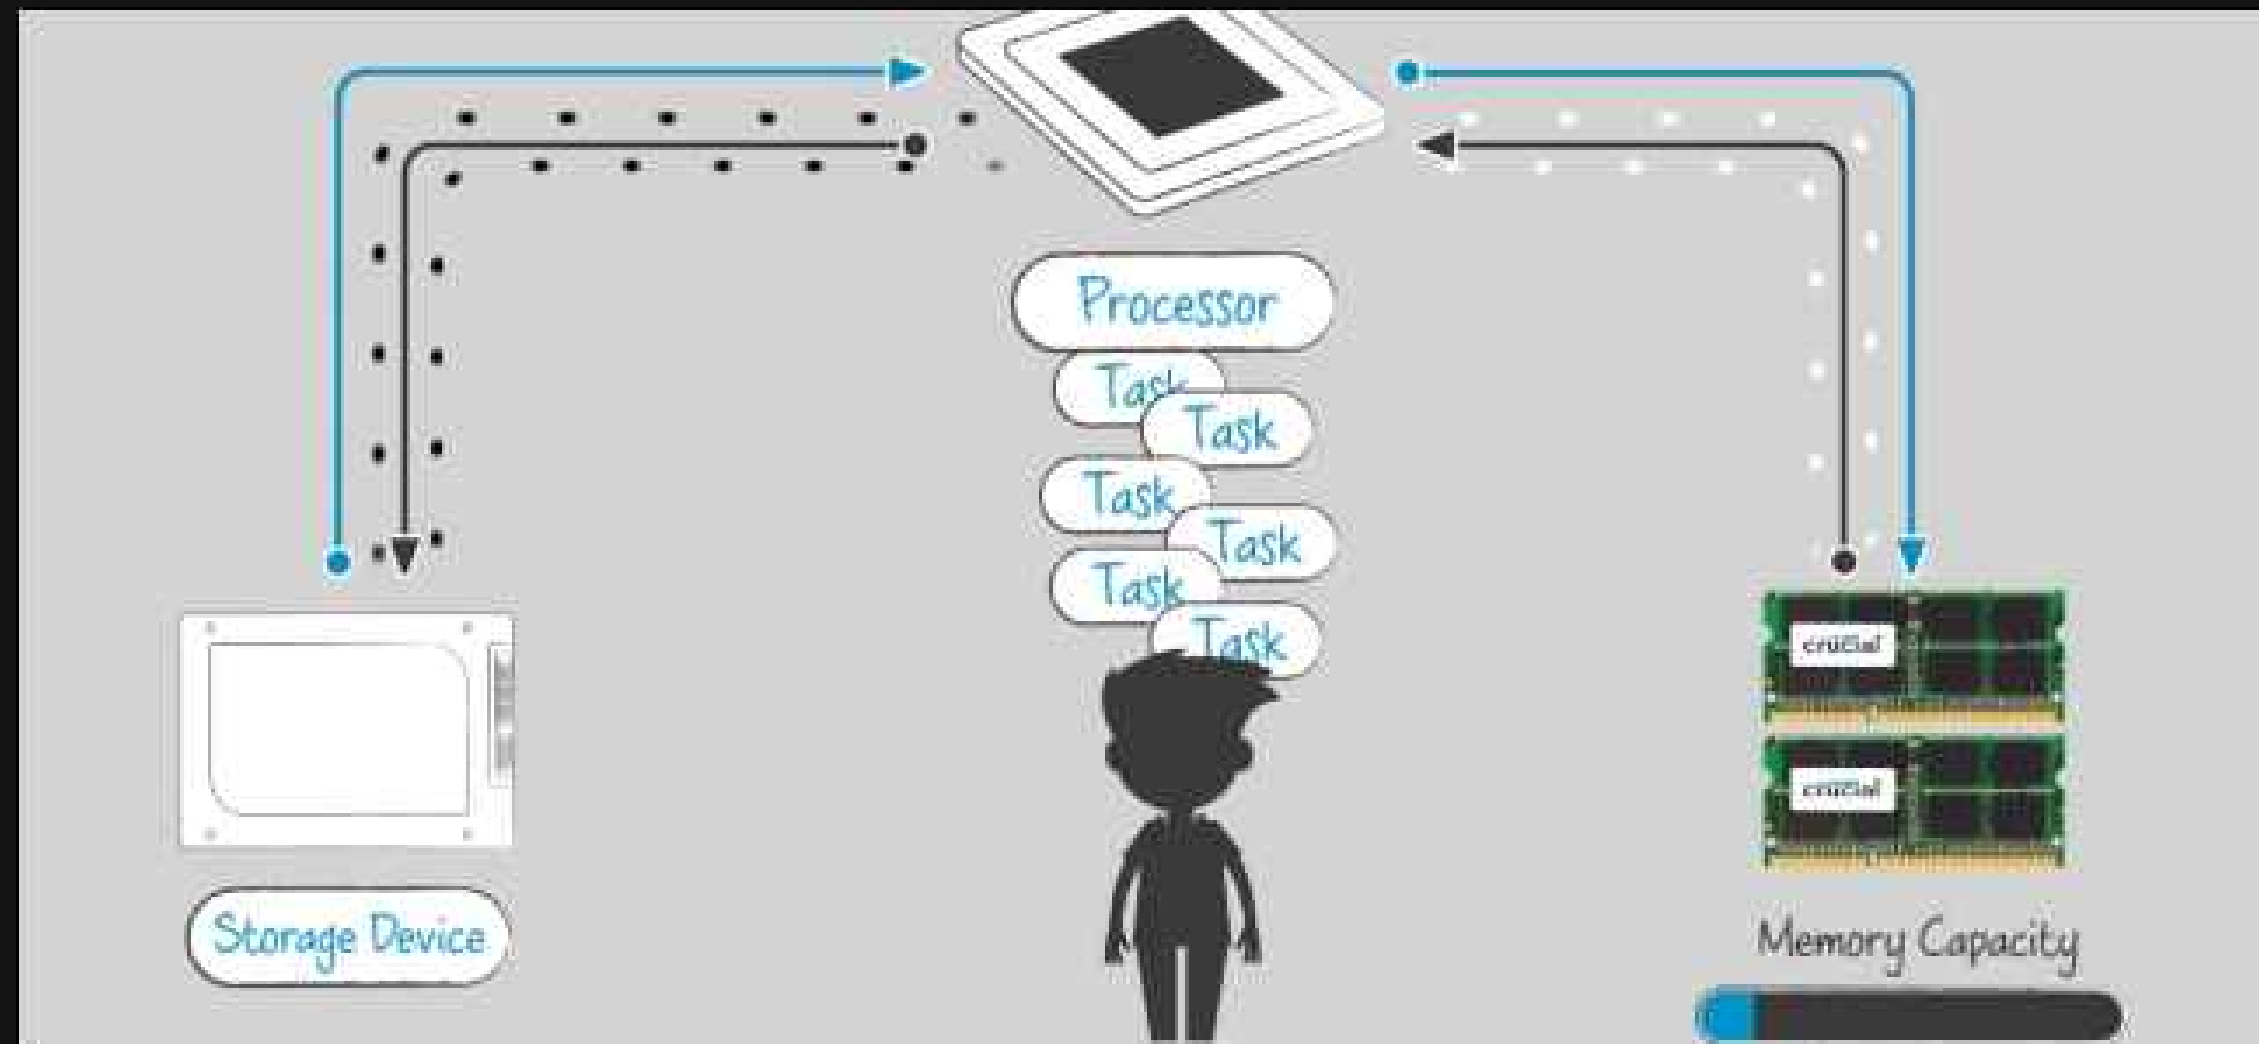 Processor
Task
Task
Task
Task
Task
Task
crucial
crucial
Storage Device
Memory Capacity